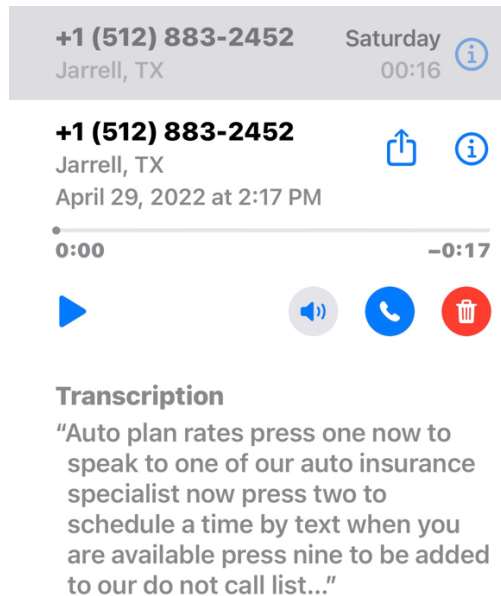 +1 (512) 883-2452 Saturday
Jarrell, TX 00:16
+1 (512) 883-2452
Jarrell, TX
April 29, 2022 at 2:17 PM
0:00 −0:17
Transcription
“Auto plan rates press one now to
speak to one of our auto insurance
specialist now press two to
schedule a time by text when you
are available press nine to be added
to our do not call list...”